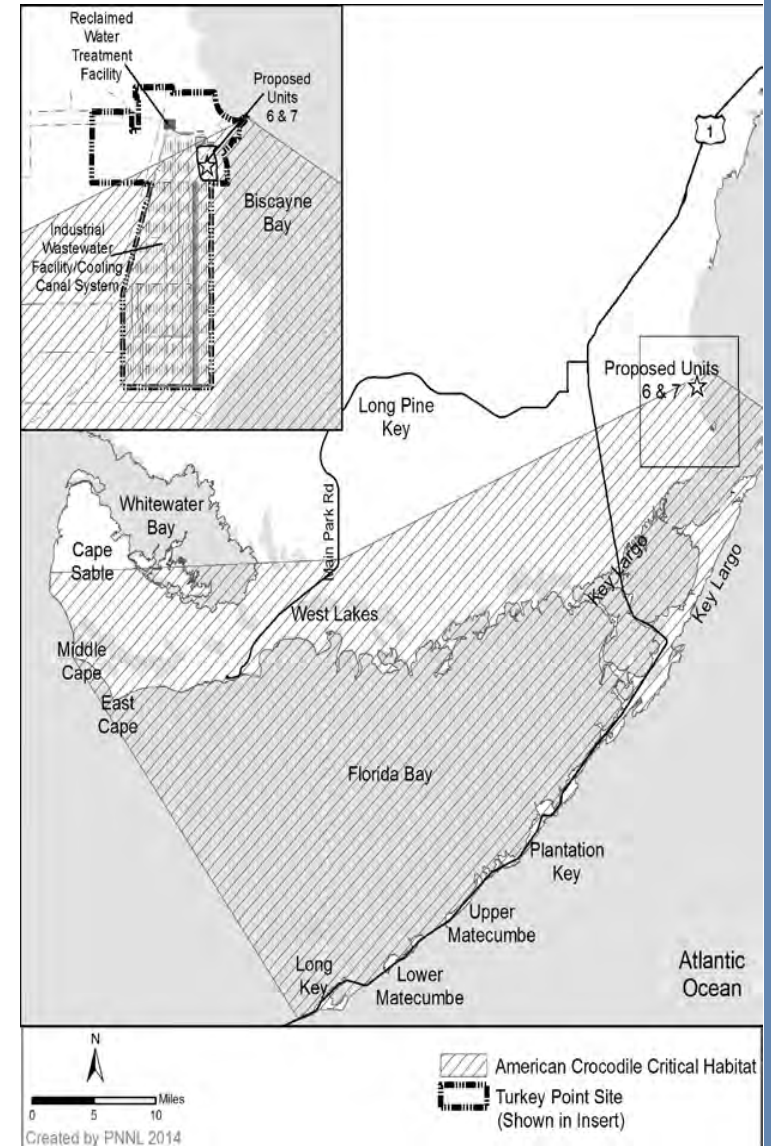 Reclaimed
Water
Treatment
Facility
Proposed
Units
6 & 7
Biscayne
Bay
Industrial
Wastewater
Facility/Cooling
Canal System
1
Proposed Units
6 & 7
Long Pine
Key
Main Park Rd
Whitewater
Bay
Cape
Sable
West Lakes
Key Largo
Key Largo
Middle
Cape
East
Cape
Florida Bay
Plantation
Key
Upper
Matecumbe
Long
Key
Lower
Matecumbe
Atlantic
Ocean
N
Miles
0 5 10
Created by PNNL 2014
American Crocodile Critical Habitat
Turkey Point Site
(Shown in Insert)